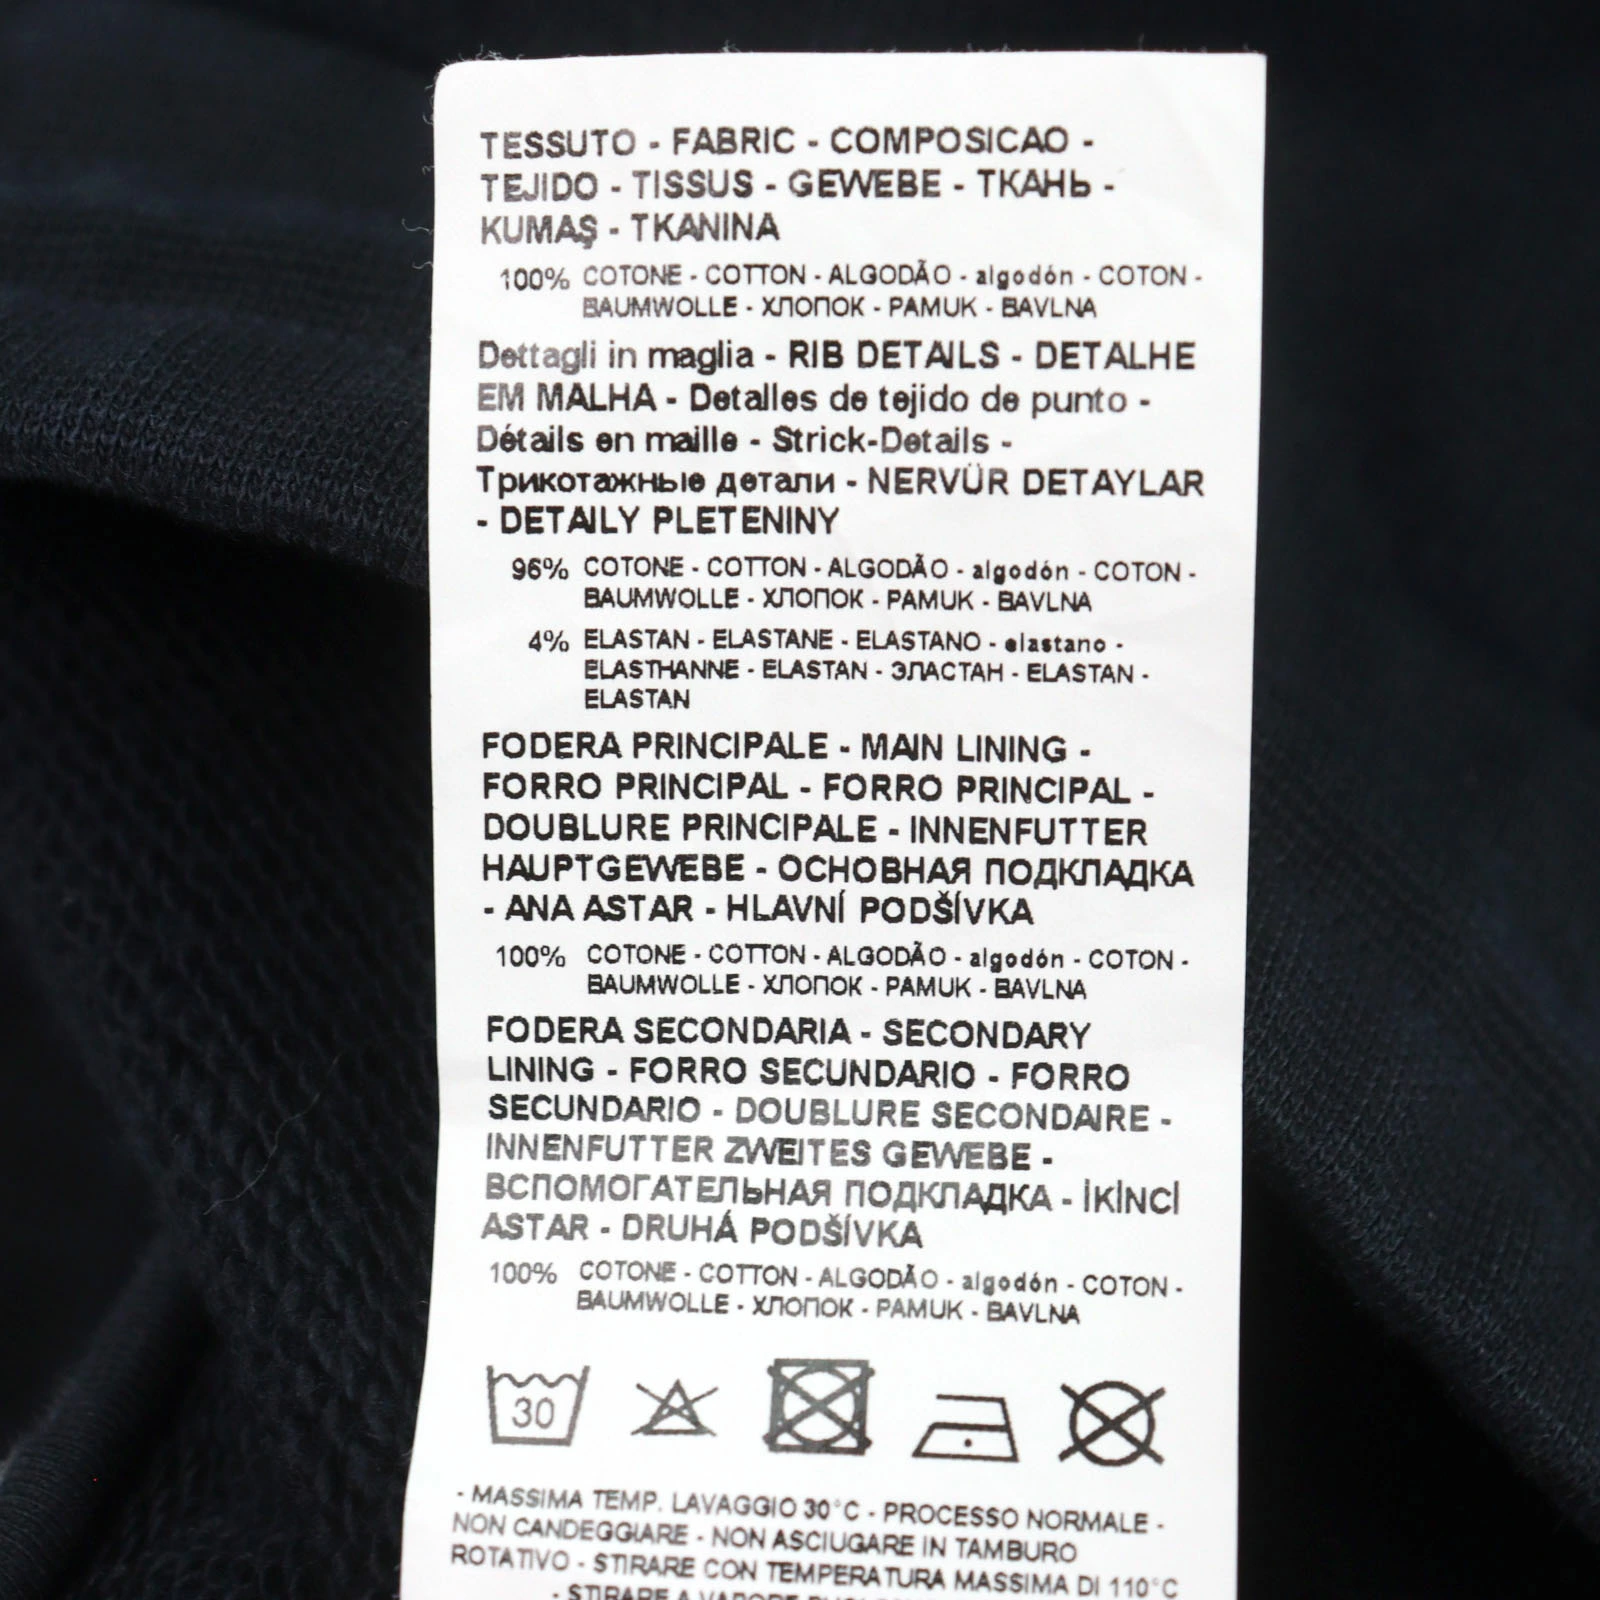 TESSUTO - FABRIC - COMPOSICAO -
TEJIDO - TISSUS - GEWEBE - ТКАНЬ -
KUMAŞ - TKANINA
100% COTONE - COTTON - ALGODÃO - algodón - COTON -
BAUMWOLLE - ХЛОПОК - PAMUK - BAVLNA
Dettagli in maglia - RIB DETAILS - DETALHE
EM MALHA - Detalles de tejido de punto -
Détails en maille - Strick-Details -
Трикотажные детали - NERVÜR DETAYLAR
- DETAILY PLETENINY
96% COTONE - COTTON - ALGODÃO - algodón - COTON -
BAUMWOLLE - ХЛОПОК - PAMUK - BAVLNA
4% ELASTAN - ELASTANE - ELASTANO - elastano -
ELASTHANNE - ELASTAN - ЭЛАСТАН - ELASTAN -
ELASTAN
FODERA PRINCIPALE - MAIN LINING -
FORRO PRINCIPAL - FORRO PRINCIPAL -
DOUBLURE PRINCIPALE - INNENFUTTER
HAUPTGEWEBE - ОСНОВНАЯ ПОДКЛАДКА
- ANA ASTAR - HLAVNÍ PODŠÍVKA
100% COTONE - COTTON - ALGODÃO - algodón - COTON -
BAUMWOLLE - ХЛОПОК - PAMUK - BAVLNA
FODERA SECONDARIA - SECONDARY
LINING - FORRO SECUNDARIO - FORRO
SECUNDARIO - DOUBLURE SECONDAIRE -
INNENFUTTER ZWEITES GEWEBE -
ВСПОМОГАТЕЛЬНАЯ ПОДКЛАДКА - İKİNCİ
ASTAR - DRUHÁ PODŠÍVKA
100% COTONE - COTTON - ALGODÃO - algodón - COTON -
BAUMWOLLE - ХЛОПОК - PAMUK - BAVLNA
30
- MASSIMA TEMP. LAVAGGIO 30°C - PROCESSO NORMALE -
NON CANDEGGIARE - NON ASCIUGARE IN TAMBURO
ROTATIVO - STIRARE CON TEMPERATURA MASSIMA DI 110°C
- STIRARE A VAPORE